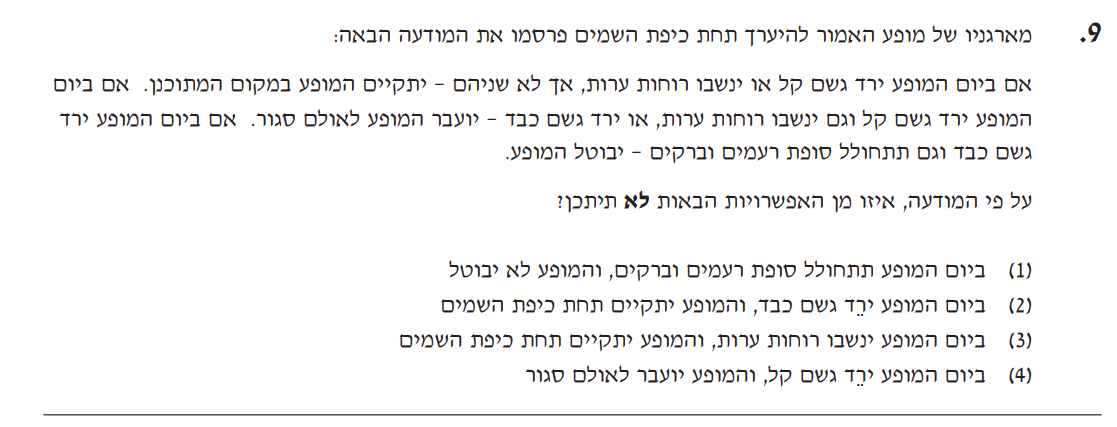 9. מארגניו של מופע האמור להיערך תחת כיפת השמים פרסמו את המודעה הבאה:
אם ביום המופע ירד גשם קל או ינשבו רוחות ערות, אך לא שניהם – יתקיים המופע במקום המתוכנן. אם ביום
המופע ירד גשם קל וגם ינשבו רוחות ערות, או ירד גשם כבד – יועבר המופע לאולם סגור. אם ביום המופע ירד
גשם כבד וגם תתחולל סופת רעמים וברקים – יבוטל המופע.
על פי המודעה, איזו מן האפשרויות הבאות לא תיתכן?
(1) ביום המופע תתחולל סופת רעמים וברקים, והמופע לא יבוטל
(2) ביום המופע ירֵד גשם כבד, והמופע יתקיים תחת כיפת השמים
(3) ביום המופע ינשבו רוחות ערות, והמופע יתקיים תחת כיפת השמים
(4) ביום המופע ירֵד גשם קל, והמופע יועבר לאולם סגור